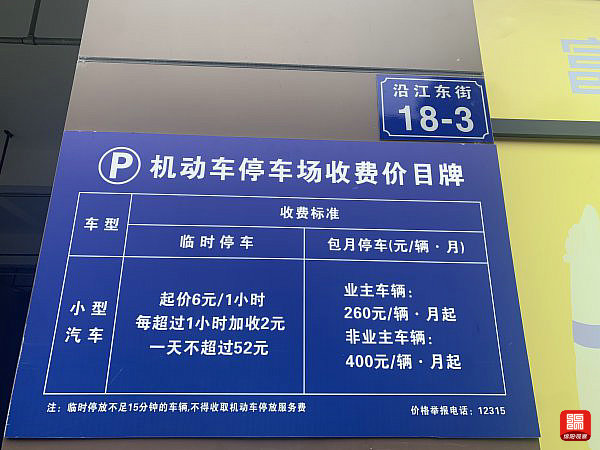 沿江东街
18-3
P 机动车停车场收费价目牌
车型
收费标准
临时停车
包月停车(元/辆·月)
小型
汽车
起价6元/1小时
每超过1小时加收2元
一天不超过52元
业主车辆：
260元/辆·月起
非业主车辆：
400元/辆·月起
注：临时停放不足15分钟的车辆,不得收取机动车停放服务费
价格举报电话：12315